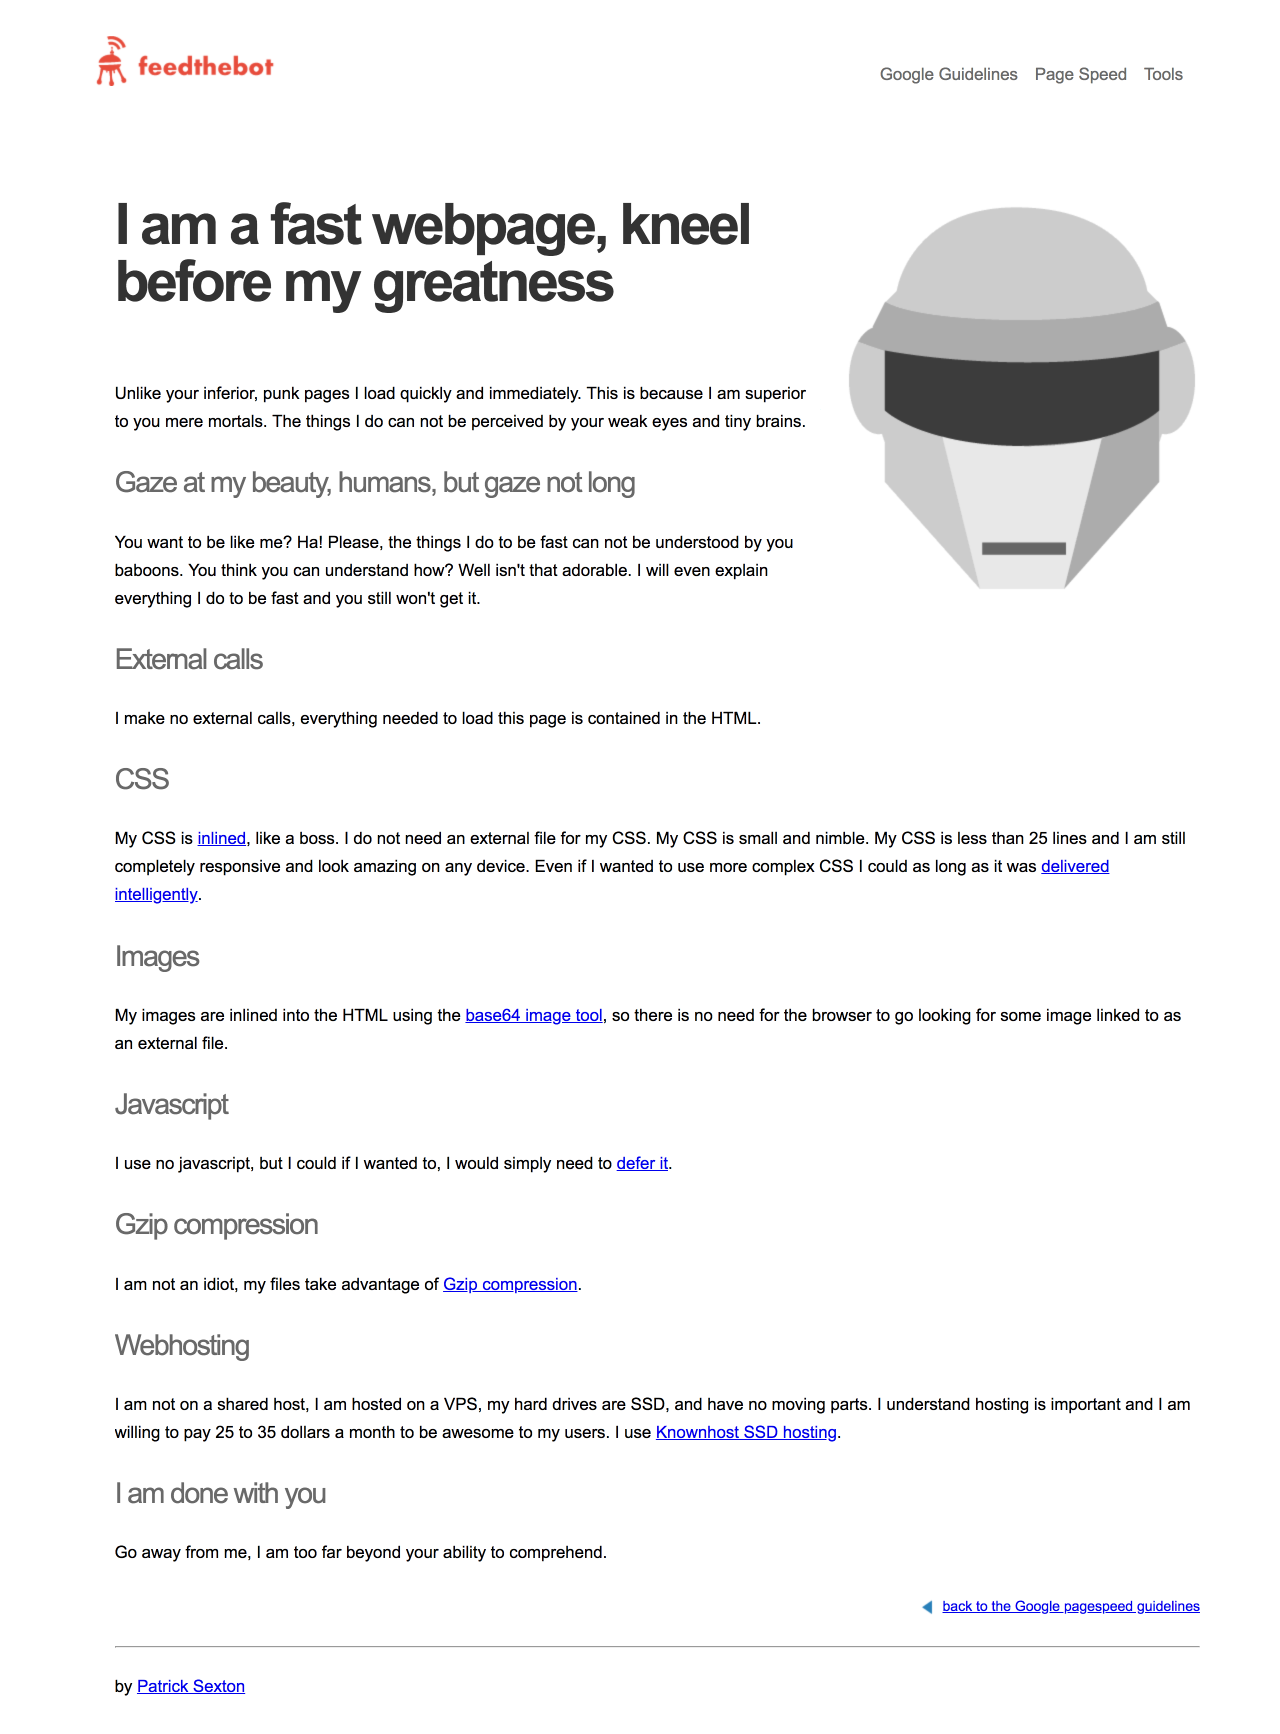 feedthebot
Google Guidelines Page Speed Tools
I am a fast webpage, kneel
before my greatness
Unlike your inferior, punk pages I load quickly and immediately. This is because I am superior
to you mere mortals. The things I do can not be perceived by your weak eyes and tiny brains.
Gaze at my beauty, humans, but gaze not long
You want to be like me? Ha! Please, the things I do to be fast can not be understood by you
baboons. You think you can understand how? Well isn't that adorable. I will even explain
everything I do to be fast and you still won't get it.
External calls
I make no external calls, everything needed to load this page is contained in the HTML.
CSS
My CSS is inlined, like a boss. I do not need an external file for my CSS. My CSS is small and nimble. My CSS is less than 25 lines and I am still
completely responsive and look amazing on any device. Even if I wanted to use more complex CSS I could as long as it was delivered
intelligently.
Images
My images are inlined into the HTML using the base64 image tool, so there is no need for the browser to go looking for some image linked to as
an external file.
Javascript
I use no javascript, but I could if I wanted to, I would simply need to defer it.
Gzip compression
I am not an idiot, my files take advantage of Gzip compression.
Webhosting
I am not on a shared host, I am hosted on a VPS, my hard drives are SSD, and have no moving parts. I understand hosting is important and I am
willing to pay 25 to 35 dollars a month to be awesome to my users. I use Knownhost SSD hosting.
I am done with you
Go away from me, I am too far beyond your ability to comprehend.
back to the Google pagespeed guidelines
by Patrick Sexton